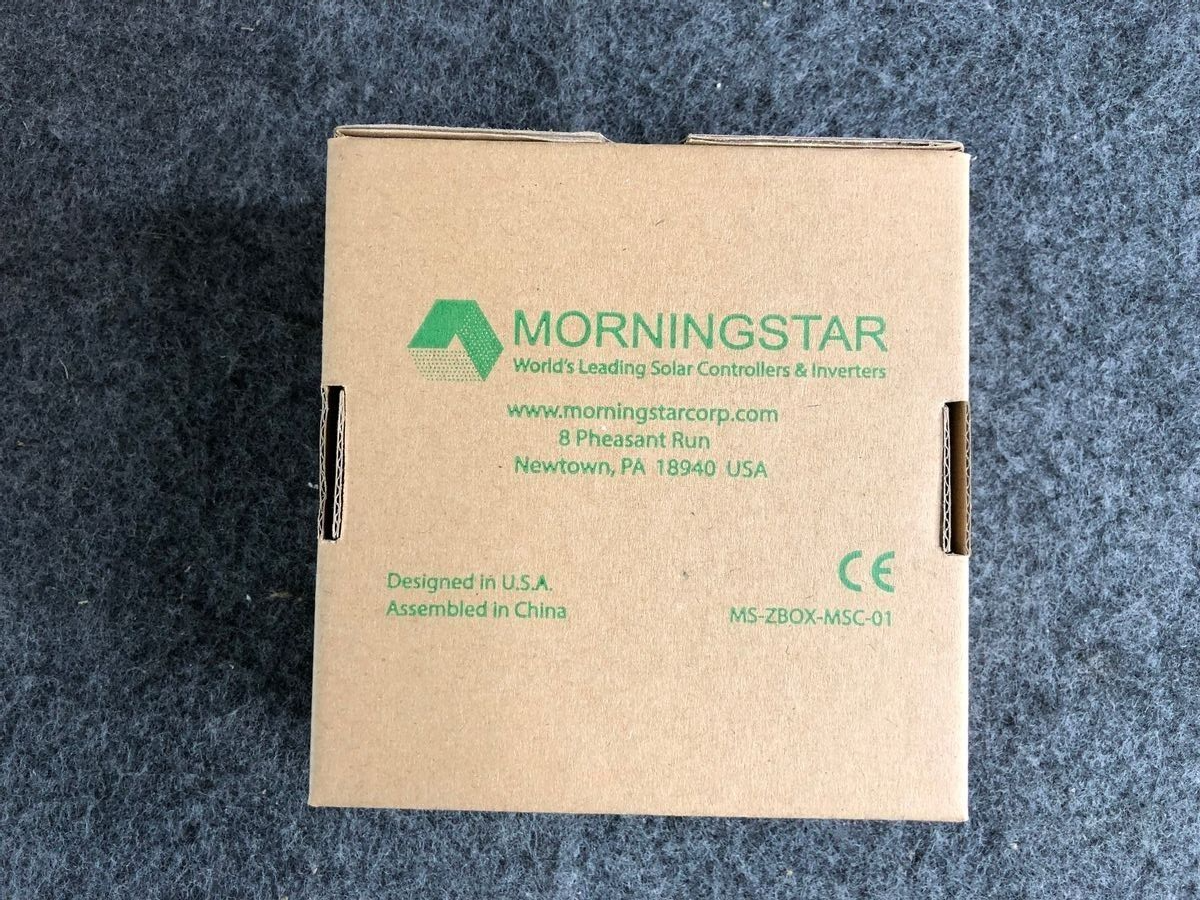 MORNINGSTAR
World's Leading Solar Controllers & Inverters
www.morningstarcorp.com
8 Pheasant Run
Newtown, PA 18940 USA
Designed in U.S.A.
Assembled in China
CE
MS-ZBOX-MSC-01